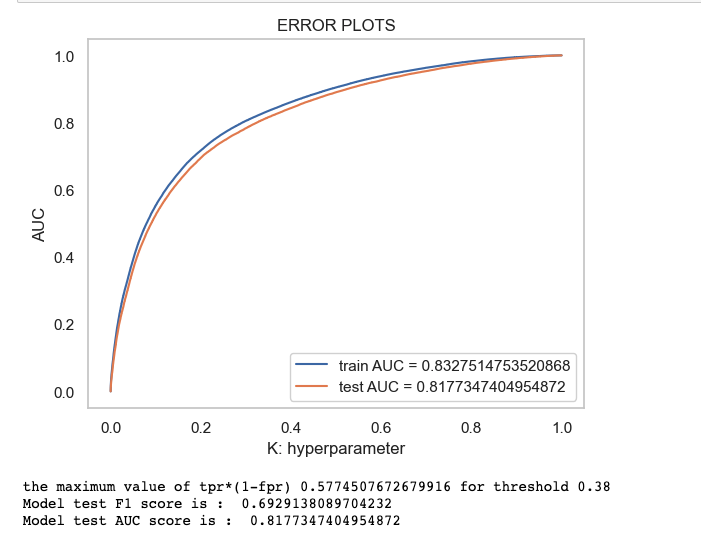 ERROR PLOTS
1.0
0.8
0.6
0.4
0.2
0.0
AUC
train AUC = 0.8327514753520868
test AUC = 0.8177347404954872
0.0 0.2 0.4 0.6 0.8 1.0
K: hyperparameter
the maximum value of tpr*(1-fpr) 0.5774507672679916 for threshold 0.38
Model test F1 score is : 0.6929138089704232
Model test AUC score is : 0.8177347404954872